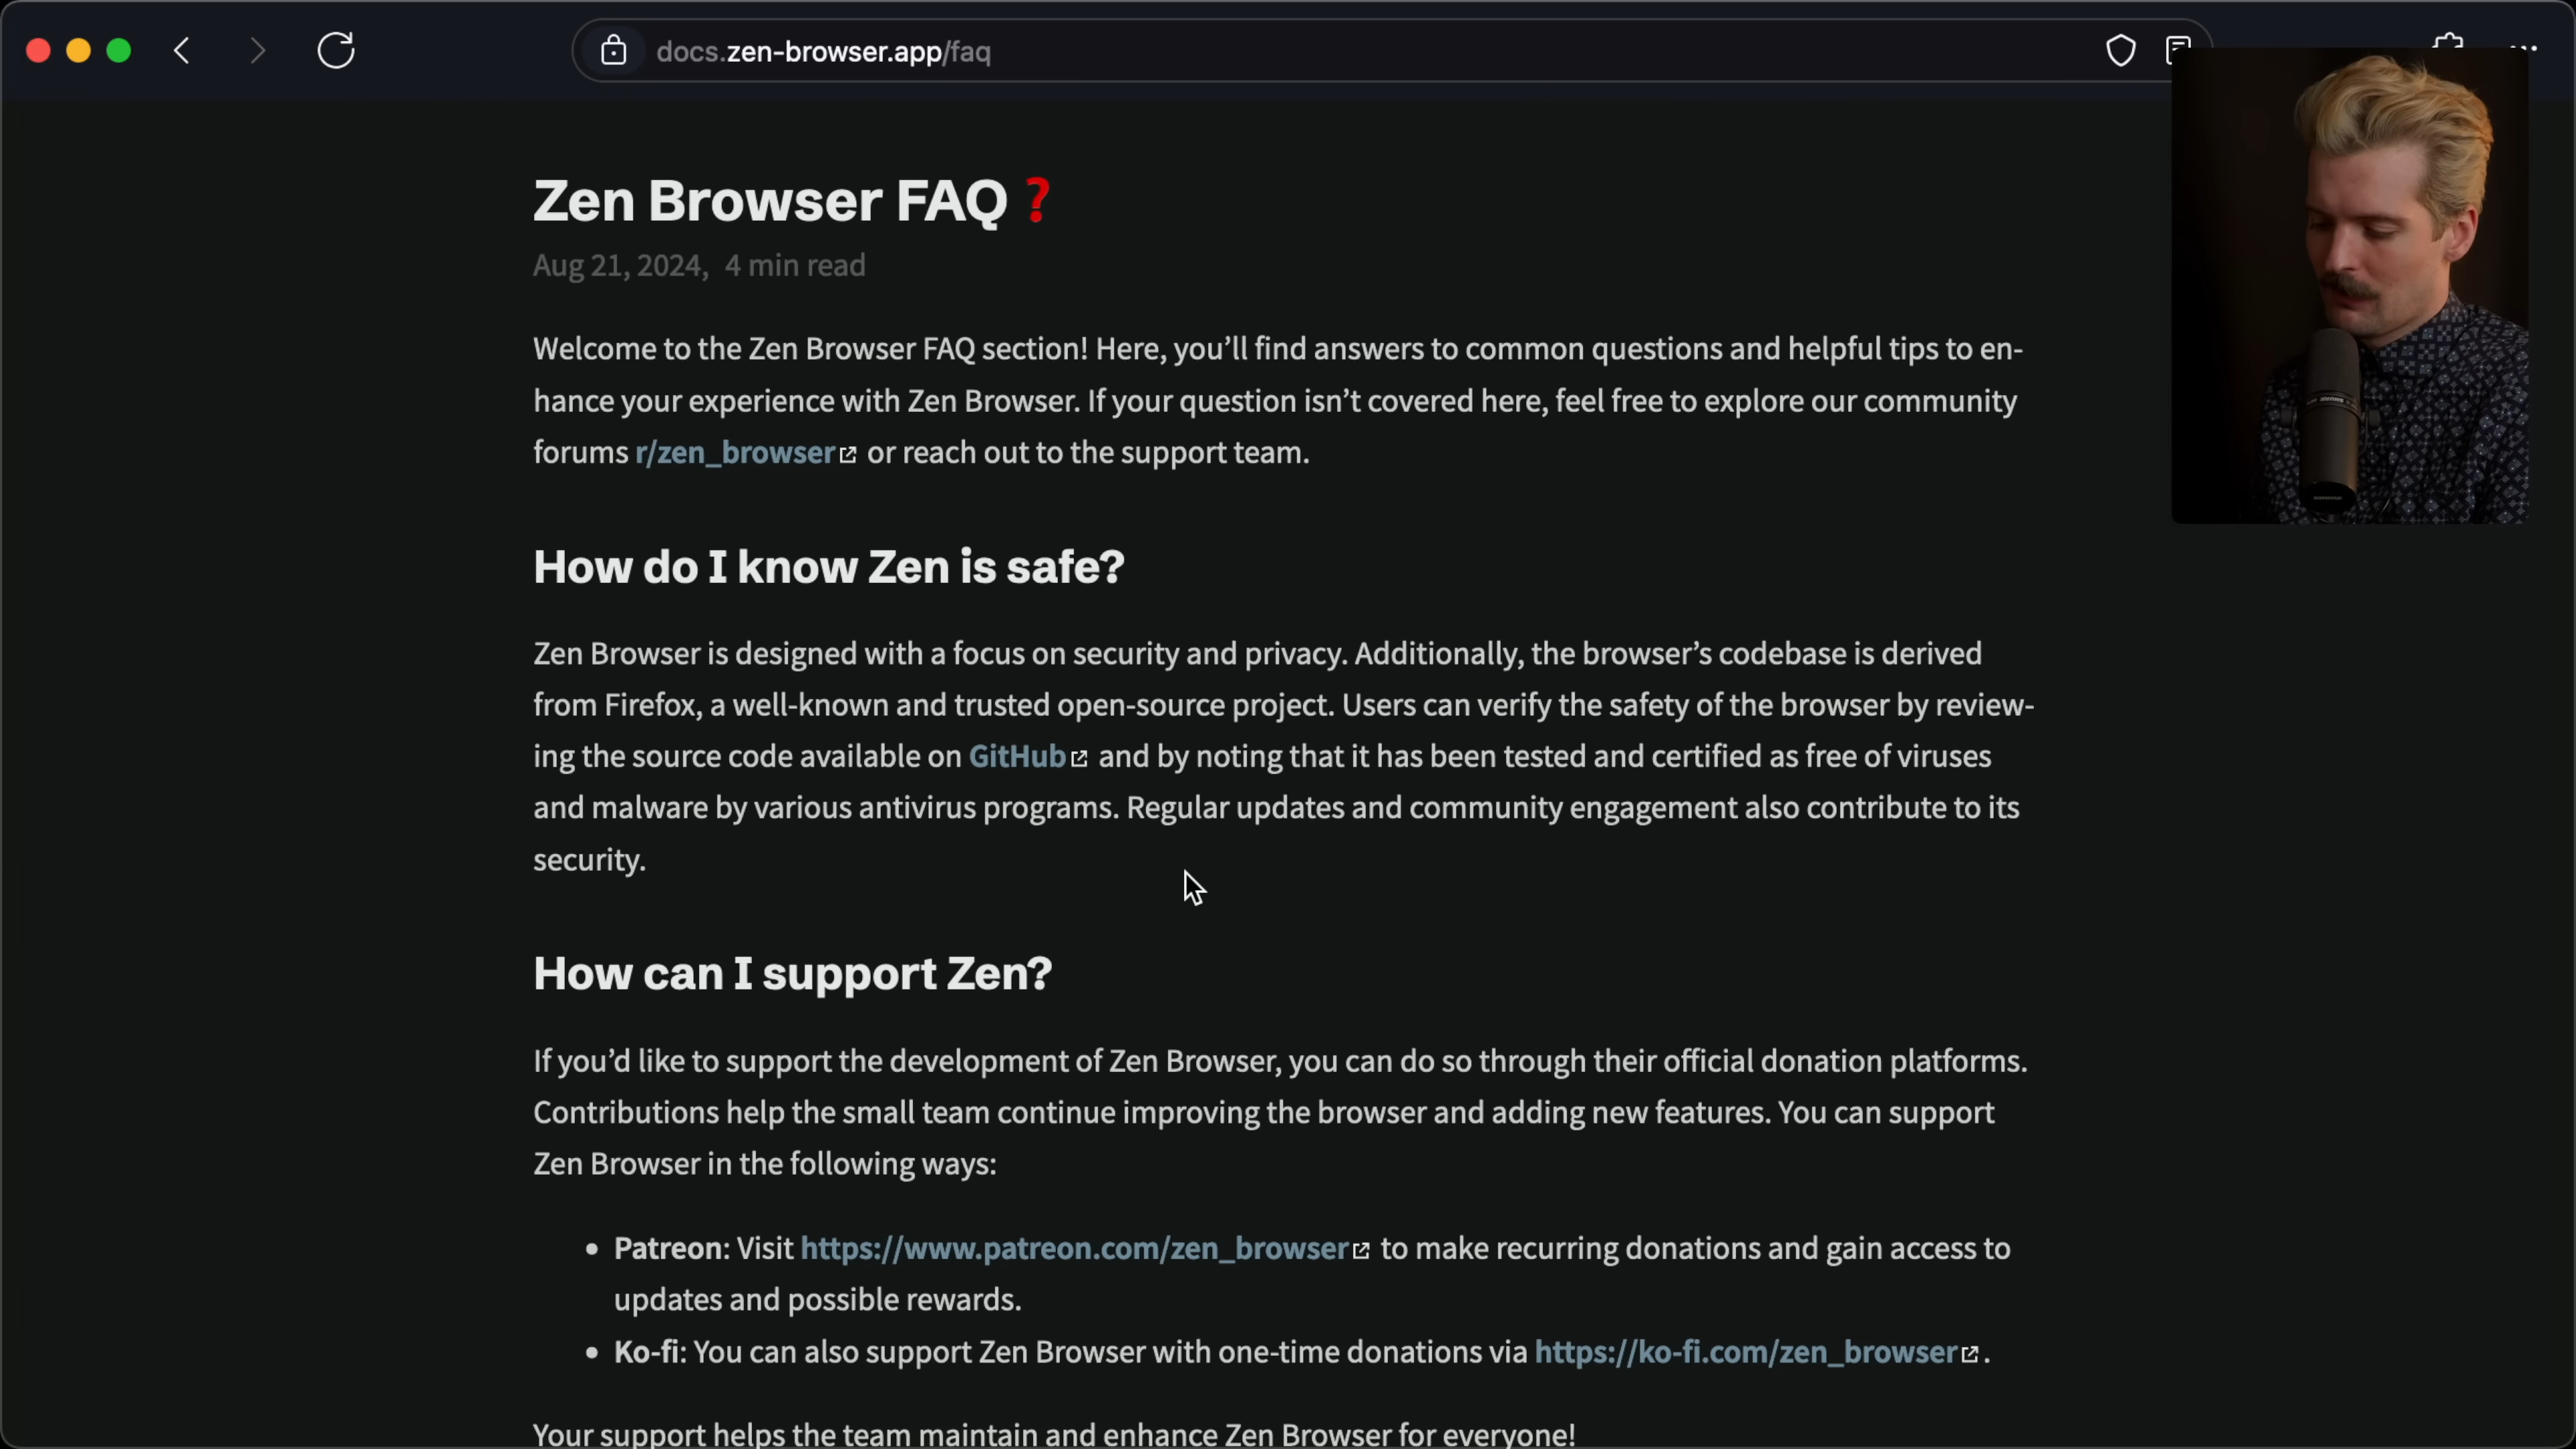 docs.zen-browser.app/faq
Zen Browser FAQ ❓
Aug 21, 2024, 4 min read
Welcome to the Zen Browser FAQ section! Here, you’ll find answers to common questions and helpful tips to en-
hance your experience with Zen Browser. If your question isn’t covered here, feel free to explore our community
forums r/zen_browser or reach out to the support team.
How do I know Zen is safe?
Zen Browser is designed with a focus on security and privacy. Additionally, the browser’s codebase is derived
from Firefox, a well-known and trusted open-source project. Users can verify the safety of the browser by review-
ing the source code available on GitHub and by noting that it has been tested and certified as free of viruses
and malware by various antivirus programs. Regular updates and community engagement also contribute to its
security.
How can I support Zen?
If you’d like to support the development of Zen Browser, you can do so through their official donation platforms.
Contributions help the small team continue improving the browser and adding new features. You can support
Zen Browser in the following ways:
• Patreon: Visit https://www.patreon.com/zen_browser to make recurring donations and gain access to
updates and possible rewards.
• Ko-fi: You can also support Zen Browser with one-time donations via https://ko-fi.com/zen_browser.
Your support helps the team maintain and enhance Zen Browser for everyone!